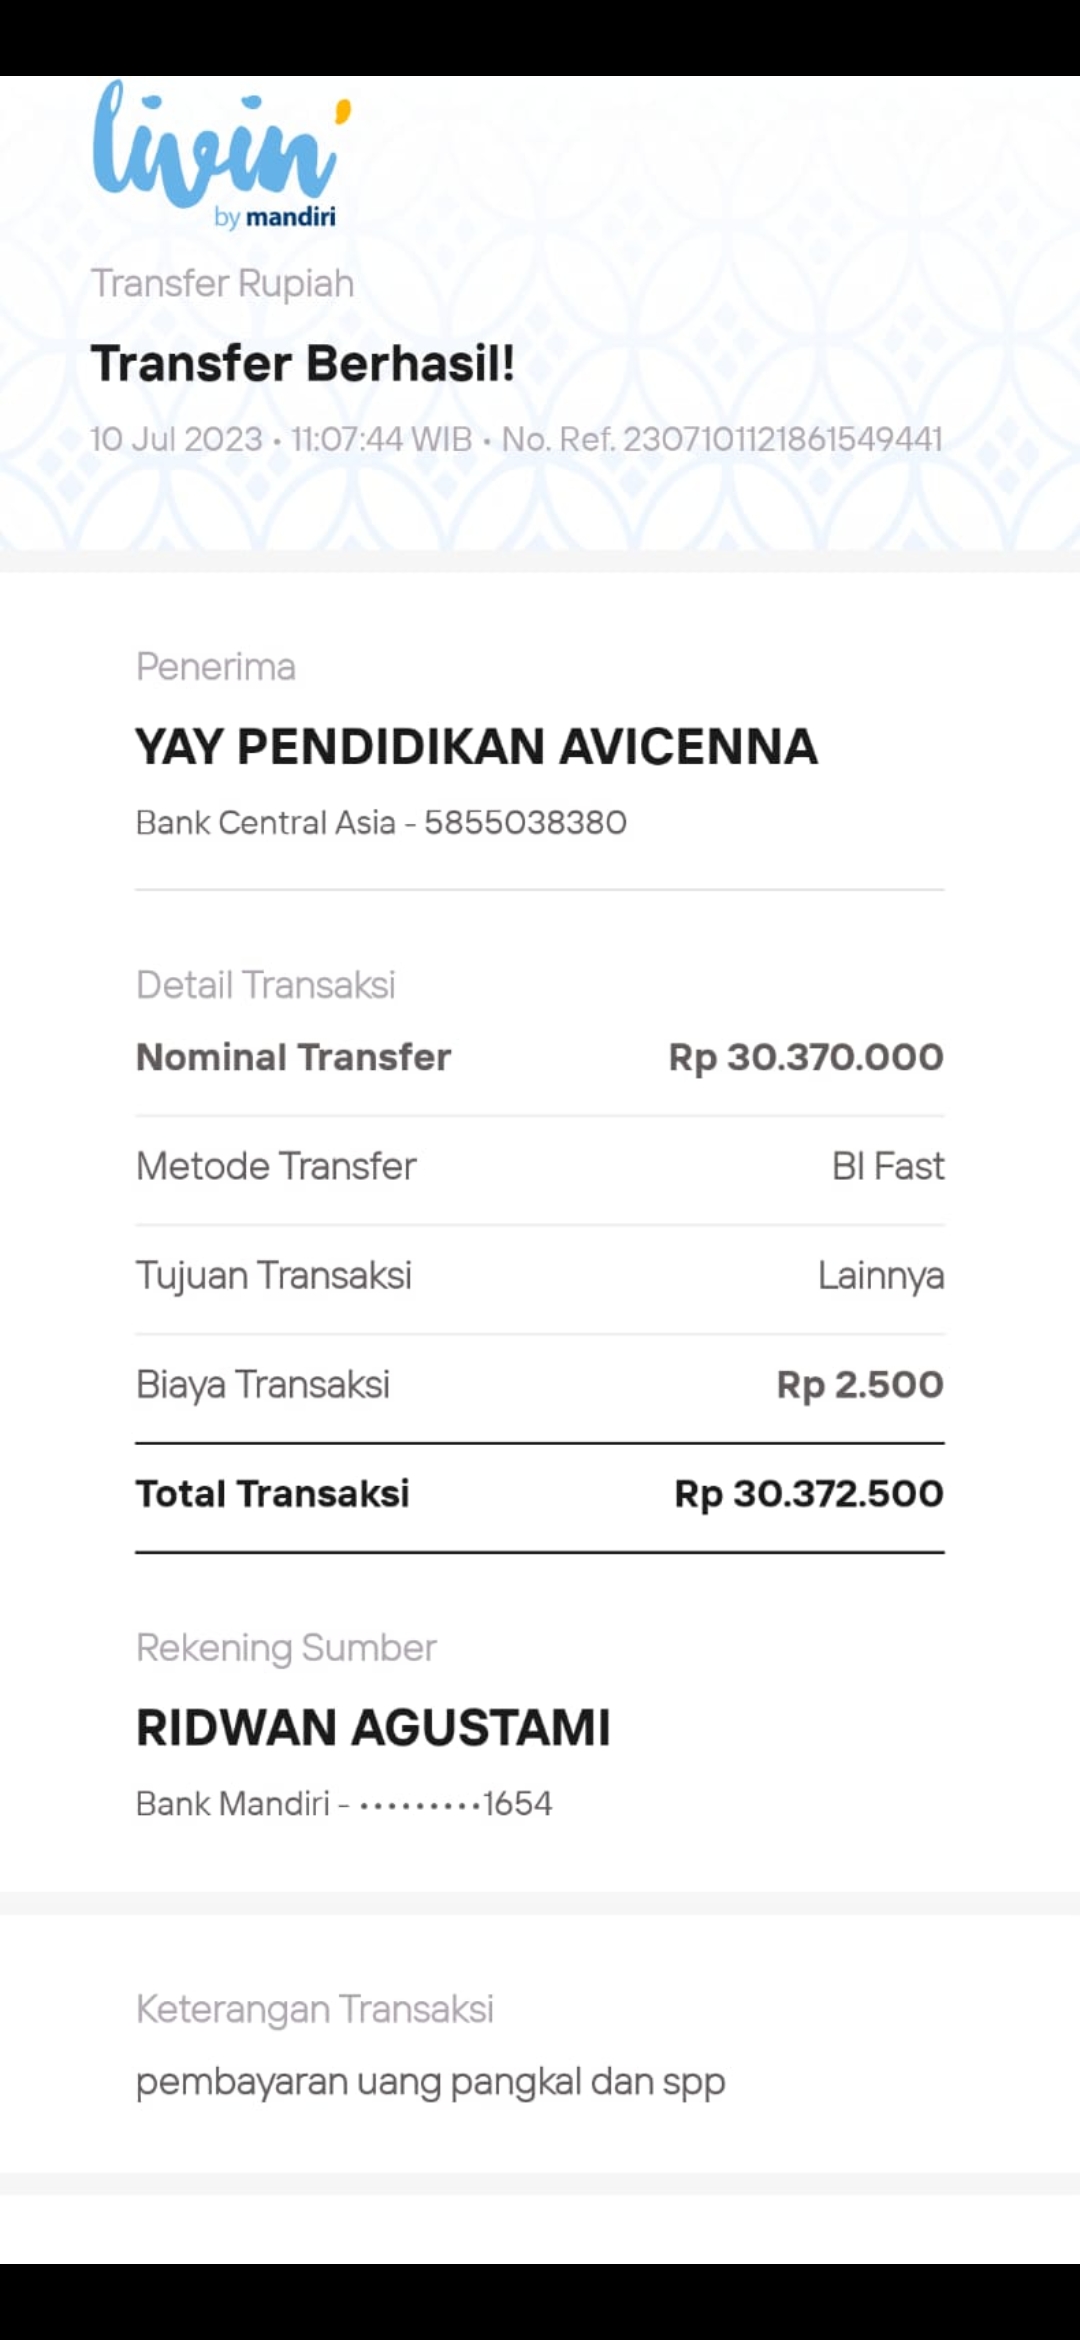 livin'
by mandiri
Transfer Rupiah
Transfer Berhasil!
10 Jul 2023 • 11:07:44 WIB • No. Ref. 2307101121861549441
Penerima
YAY PENDIDIKAN AVICENNA
Bank Central Asia - 5855038380
Detail Transaksi
Nominal Transfer Rp 30.370.000
Metode Transfer BI Fast
Tujuan Transaksi Lainnya
Biaya Transaksi Rp 2.500
Total Transaksi Rp 30.372.500
Rekening Sumber
RIDWAN AGUSTAMI
Bank Mandiri - •••••••••1654
Keterangan Transaksi
pembayaran uang pangkal dan spp